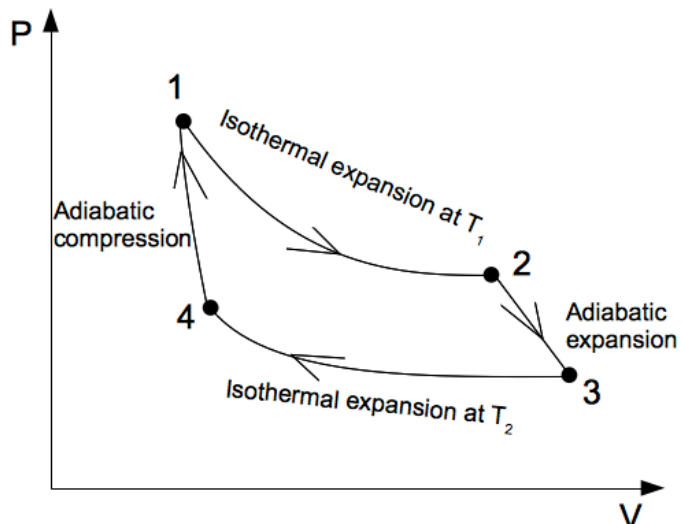 P
1
Isothermal expansion at T1
Adiabatic
compression
2
4
Adiabatic
expansion
3
Isothermal expansion at T2
V